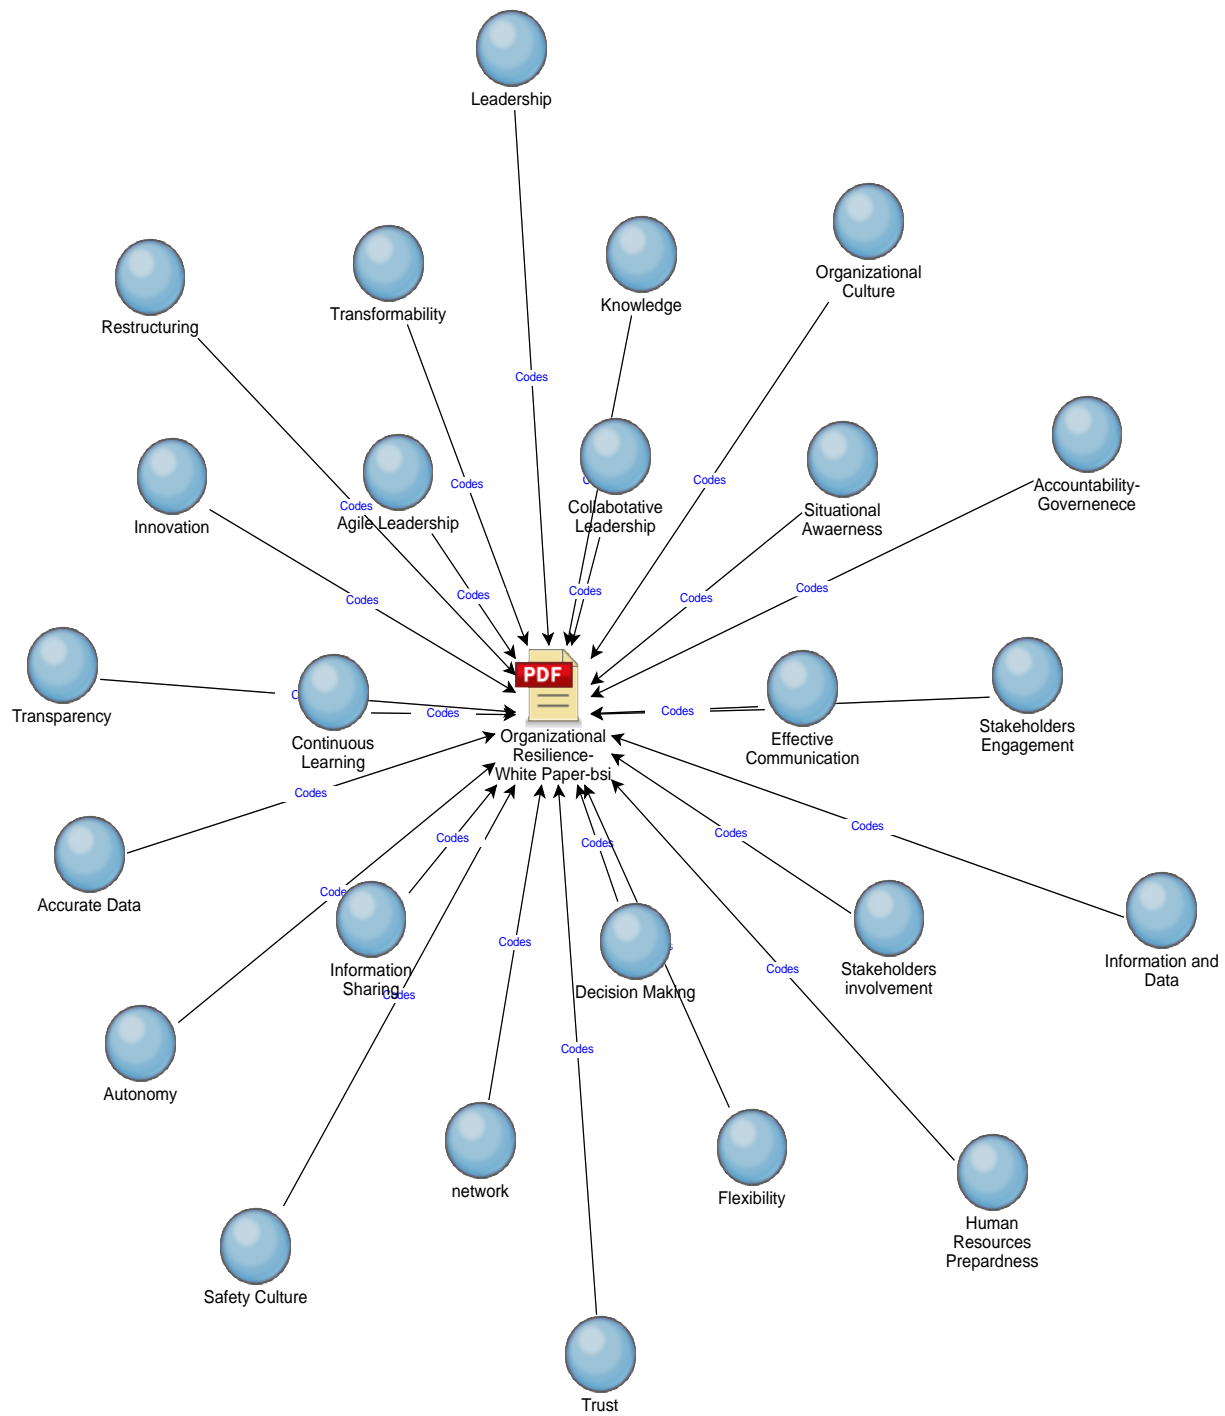 Leadership
Organizational
Culture
Knowledge
Transformability
Restructuring
Codes
Accountability-
Governenece
Codes
Codes
Collabotative
Leadership
Situational
Awaerness
Codes
Agile Leadership
Innovation
Codes
Codes
Codes
Codes
Codes
Codes
PDF
Transparency
Codes
Codes
Stakeholders
Engagement
Continuous
Learning
Effective
Communication
Organizational
Resilience-
White Paper-bsi
Codes
Codes
Codes
Codes
Codes
Accurate Data
Codes
Codes
Information
Sharing
Decision Making
Stakeholders
involvement
Information and
Data
Codes
Codes
Codes
Autonomy
network
Flexibility
Human
Resources
Prepardness
Safety Culture
Trust